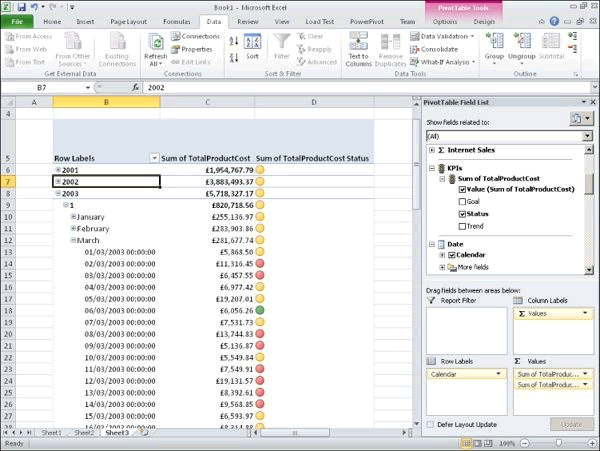 Book1 - Microsoft Excel
PivotTable Tools
File Home Insert Page Layout Formulas Data Review View Load Test PowerPivot Team Options Design
From Access
From Web
From Text
From Other Sources
Existing Connections
Get External Data
Refresh All
Connections
Properties
Edit Links
Connections
Sort
Filter
Clear
Reapply
Advanced
Sort & Filter
Text to Columns
Remove Duplicates
Data Validation
Consolidate
What-If Analysis
Data Tools
Group
Ungroup
Subtotal
Outline
B7 fx 2002
A B C D
4
5 Row Labels Sum of TotalProductCost Sum of TotalProductCost Status
6 2001 £1,954,767.79
7 2002 £3,883,493.37
8 2003 £5,718,327.17
9 1 £820,718.56
10 January £255,136.97
11 February £283,903.86
12 March £281,677.74
13 01/03/2003 00:00:00 £5,868.50
14 02/03/2003 00:00:00 £11,316.45
15 03/03/2003 00:00:00 £6,457.55
16 04/03/2003 00:00:00 £6,977.42
17 05/03/2003 00:00:00 £19,207.01
18 06/03/2003 00:00:00 £6,056.26
19 07/03/2003 00:00:00 £7,531.73
20 08/03/2003 00:00:00 £13,744.83
21 09/03/2003 00:00:00 £5,136.87
22 10/03/2003 00:00:00 £5,549.84
23 11/03/2003 00:00:00 £7,549.91
24 12/03/2003 00:00:00 £19,131.57
25 13/03/2003 00:00:00 £3,892.61
26 14/03/2003 00:00:00 £9,568.85
27 15/03/2003 00:00:00 £6,593.97
28 16/03/2003 00:00:00
PivotTable Field List
Show fields related to:
(All)
Σ Internet Sales
KPIs
Sum of TotalProductCost
Value (Sum of TotalProductCost)
Goal
Status
Trend
Date
Calendar
More fields
Drag fields between areas below:
Report Filter
Column Labels
Σ Values
Row Labels
Σ Values
Calendar
Sum of TotalProduc...
Sum of TotalProduc...
Defer Layout Update
Update
Sheet1 Sheet2 Sheet3
Ready
100%